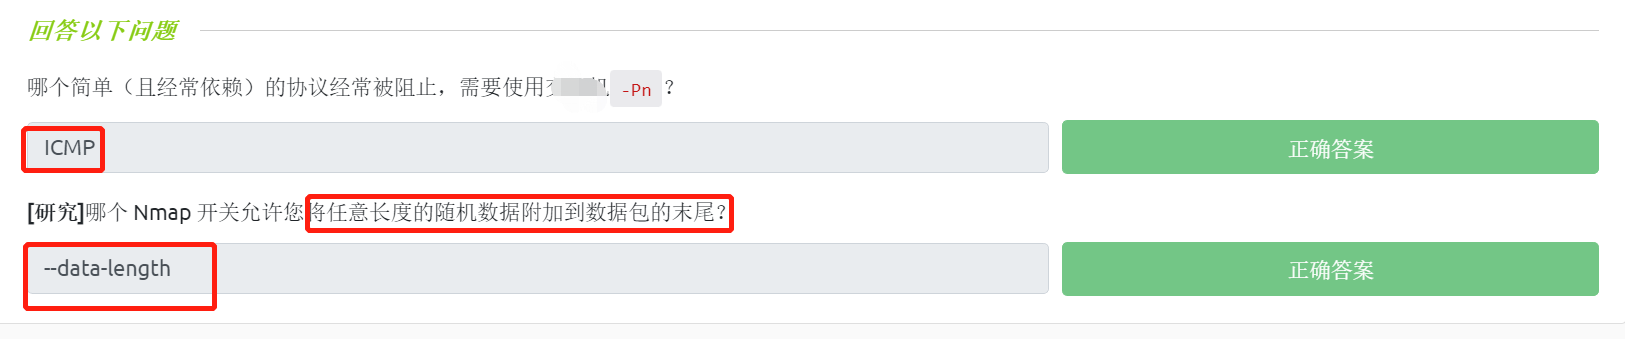 回答以下问题
哪个简单（且经常依赖）的协议经常被阻止，需要使用 -Pn ？
ICMP
正确答案
[研究]哪个 Nmap 开关允许您将任意长度的随机数据附加到数据包的末尾？
--data-length
正确答案